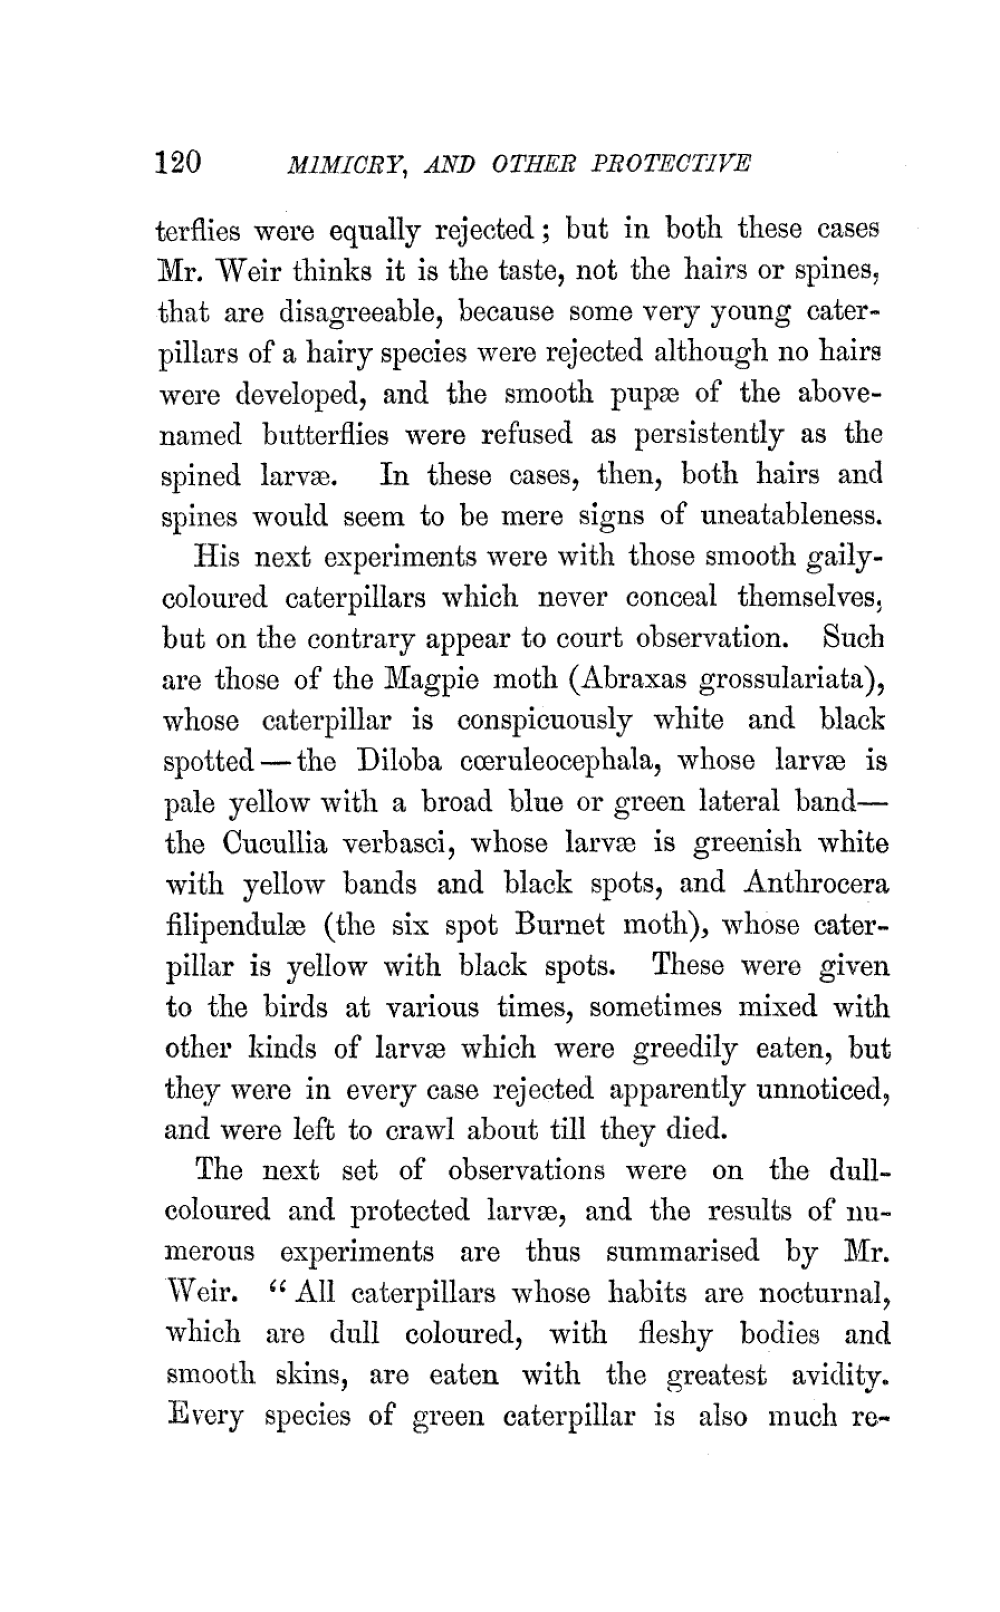 120 MIMICRY, AND OTHER PROTECTIVE
terflies were equally rejected; but in both these cases
Mr. Weir thinks it is the taste, not the hairs or spines,
that are disagreeable, because some very young cater-
pillars of a hairy species were rejected although no hairs
were developed, and the smooth pupæ of the above-
named butterflies were refused as persistently as the
spined larvæ. In these cases, then, both hairs and
spines would seem to be mere signs of uneatableness.
His next experiments were with those smooth gaily-
coloured caterpillars which never conceal themselves,
but on the contrary appear to court observation. Such
are those of the Magpie moth (Abraxas grossulariata),
whose caterpillar is conspicuously white and black
spotted—the Diloba cœruleocephala, whose larvæ is
pale yellow with a broad blue or green lateral band—
the Cucullia verbasci, whose larvæ is greenish white
with yellow bands and black spots, and Anthrocera
filipendulæ (the six spot Burnet moth), whose cater-
pillar is yellow with black spots. These were given
to the birds at various times, sometimes mixed with
other kinds of larvæ which were greedily eaten, but
they were in every case rejected apparently unnoticed,
and were left to crawl about till they died.
The next set of observations were on the dull-
coloured and protected larvæ, and the results of nu-
merous experiments are thus summarised by Mr.
Weir. “All caterpillars whose habits are nocturnal,
which are dull coloured, with fleshy bodies and
smooth skins, are eaten with the greatest avidity.
Every species of green caterpillar is also much re-